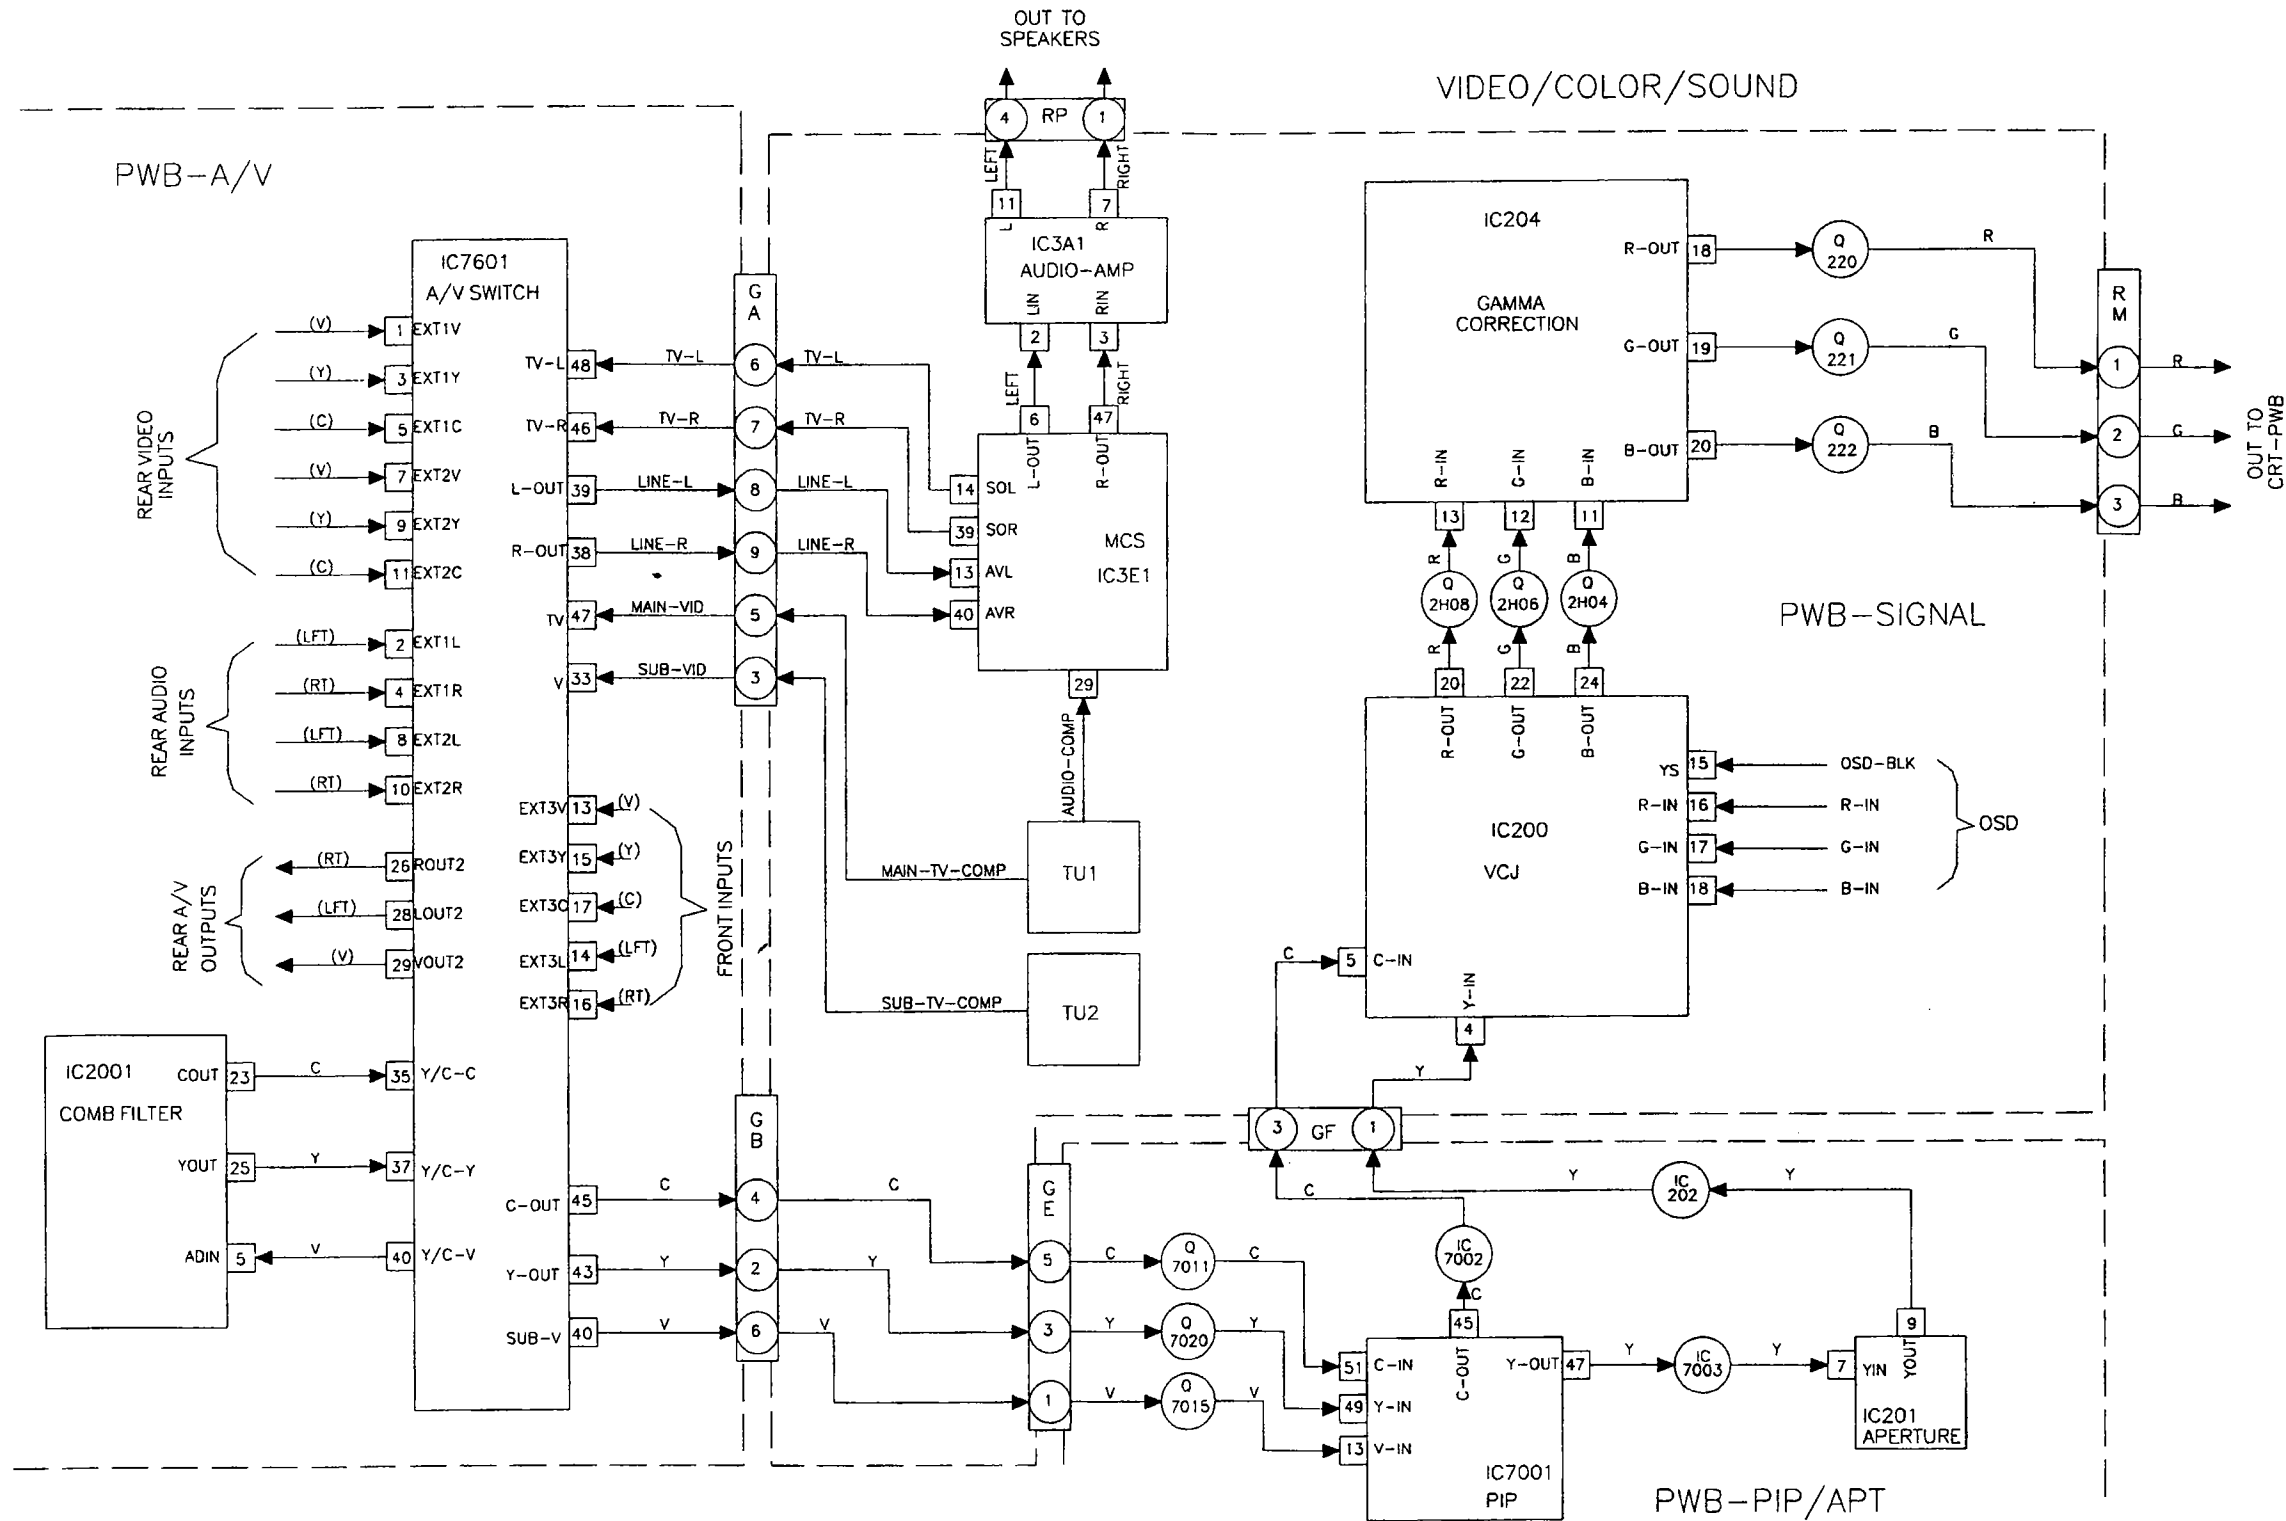 OUT TO
SPEAKERS
VIDEO/COLOR/SOUND
4 RP 1
LEFT
RIGHT
11
7
L
R
IC3A1
AUDIO-AMP
LIN
RIN
2
3
LEFT
RIGHT
6
47
L-OUT
R-OUT
14 SOL
39 SOR
13 AVL
40 AVR
MCS
IC3E1
29
AUDIO-COMP
TU1
MAIN-TV-COMP
TU2
SUB-TV-COMP
PWB-A/V
IC7601
A/V SWITCH
REAR VIDEO
INPUTS
(V) 1 EXT1V
(Y) 3 EXT1Y
(C) 5 EXT1C
(V) 7 EXT2V
(Y) 9 EXT2Y
(C) 11 EXT2C
REAR AUDIO
INPUTS
(LFT) 2 EXT1L
(RT) 4 EXT1R
(LFT) 8 EXT2L
(RT) 10 EXT2R
REAR A/V
OUTPUTS
(RT) 26 ROUT2
(LFT) 28 LOUT2
(V) 29 VOUT2
IC2001
COMB FILTER
COUT 23 C 35 Y/C-C
YOUT 25 Y 37 Y/C-Y
ADIN 5 V 40 Y/C-V
G
A
TV-L 48 TV-L 6 TV-L
TV-R 46 TV-R 7 TV-R
L-OUT 39 LINE-L 8 LINE-L
R-OUT 38 LINE-R 9 LINE-R
TV 47 MAIN-VID 5
V 33 SUB-VID 3
EXT3V 13 (V)
EXT3Y 15 (Y)
EXT3C 17 (C)
EXT3L 14 (LFT)
EXT3R 16 (RT)
FRONT INPUTS
G
B
C-OUT 45 C 4 C
Y-OUT 43 Y 2 Y
SUB-V 40 V 6 V
G
E
5 C Q 7011 C
3 Y Q 7020 Y
1 V Q 7015 V
51 C-IN
49 Y-IN
13 V-IN
IC7001
PIP
C-OUT
45
C
IC
7002
C
Y-OUT 47 Y IC 7003 Y 7 YIN
YOUT
9
IC201
APERTURE
Y
IC
202
Y
3 GF 1
PWB-PIP/APT
C
5 C-IN
Y
4
Y-IN
IC200
VCJ
YS 15 OSD-BLK
R-IN 16 R-IN
G-IN 17 G-IN
B-IN 18 B-IN
OSD
R-OUT
G-OUT
B-OUT
20
22
24
R
G
B
Q
2H08
Q
2H06
Q
2H04
R
G
B
13
12
11
R-IN
G-IN
B-IN
IC204
GAMMA
CORRECTION
R-OUT 18 Q 220 R
G-OUT 19 Q 221 G
B-OUT 20 Q 222 B
R
M
1 R
2 G
3 B
OUT TO
CRT-PWB
PWB-SIGNAL